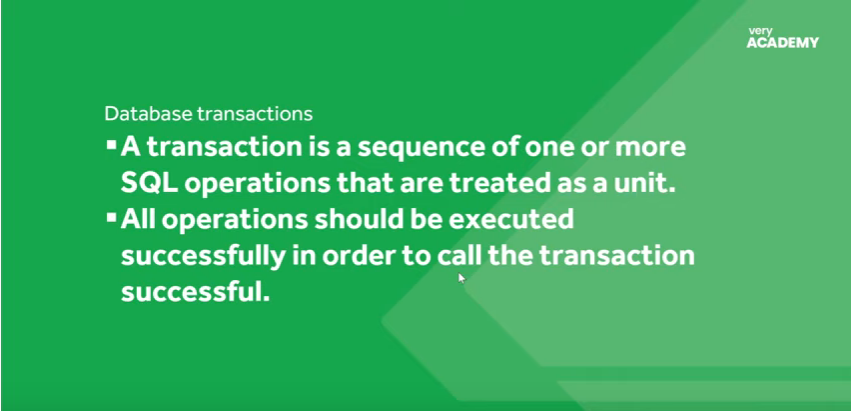 very
ACADEMY
Database transactions
▪A transaction is a sequence of one or more
SQL operations that are treated as a unit.
▪All operations should be executed
successfully in order to call the transaction
successful.